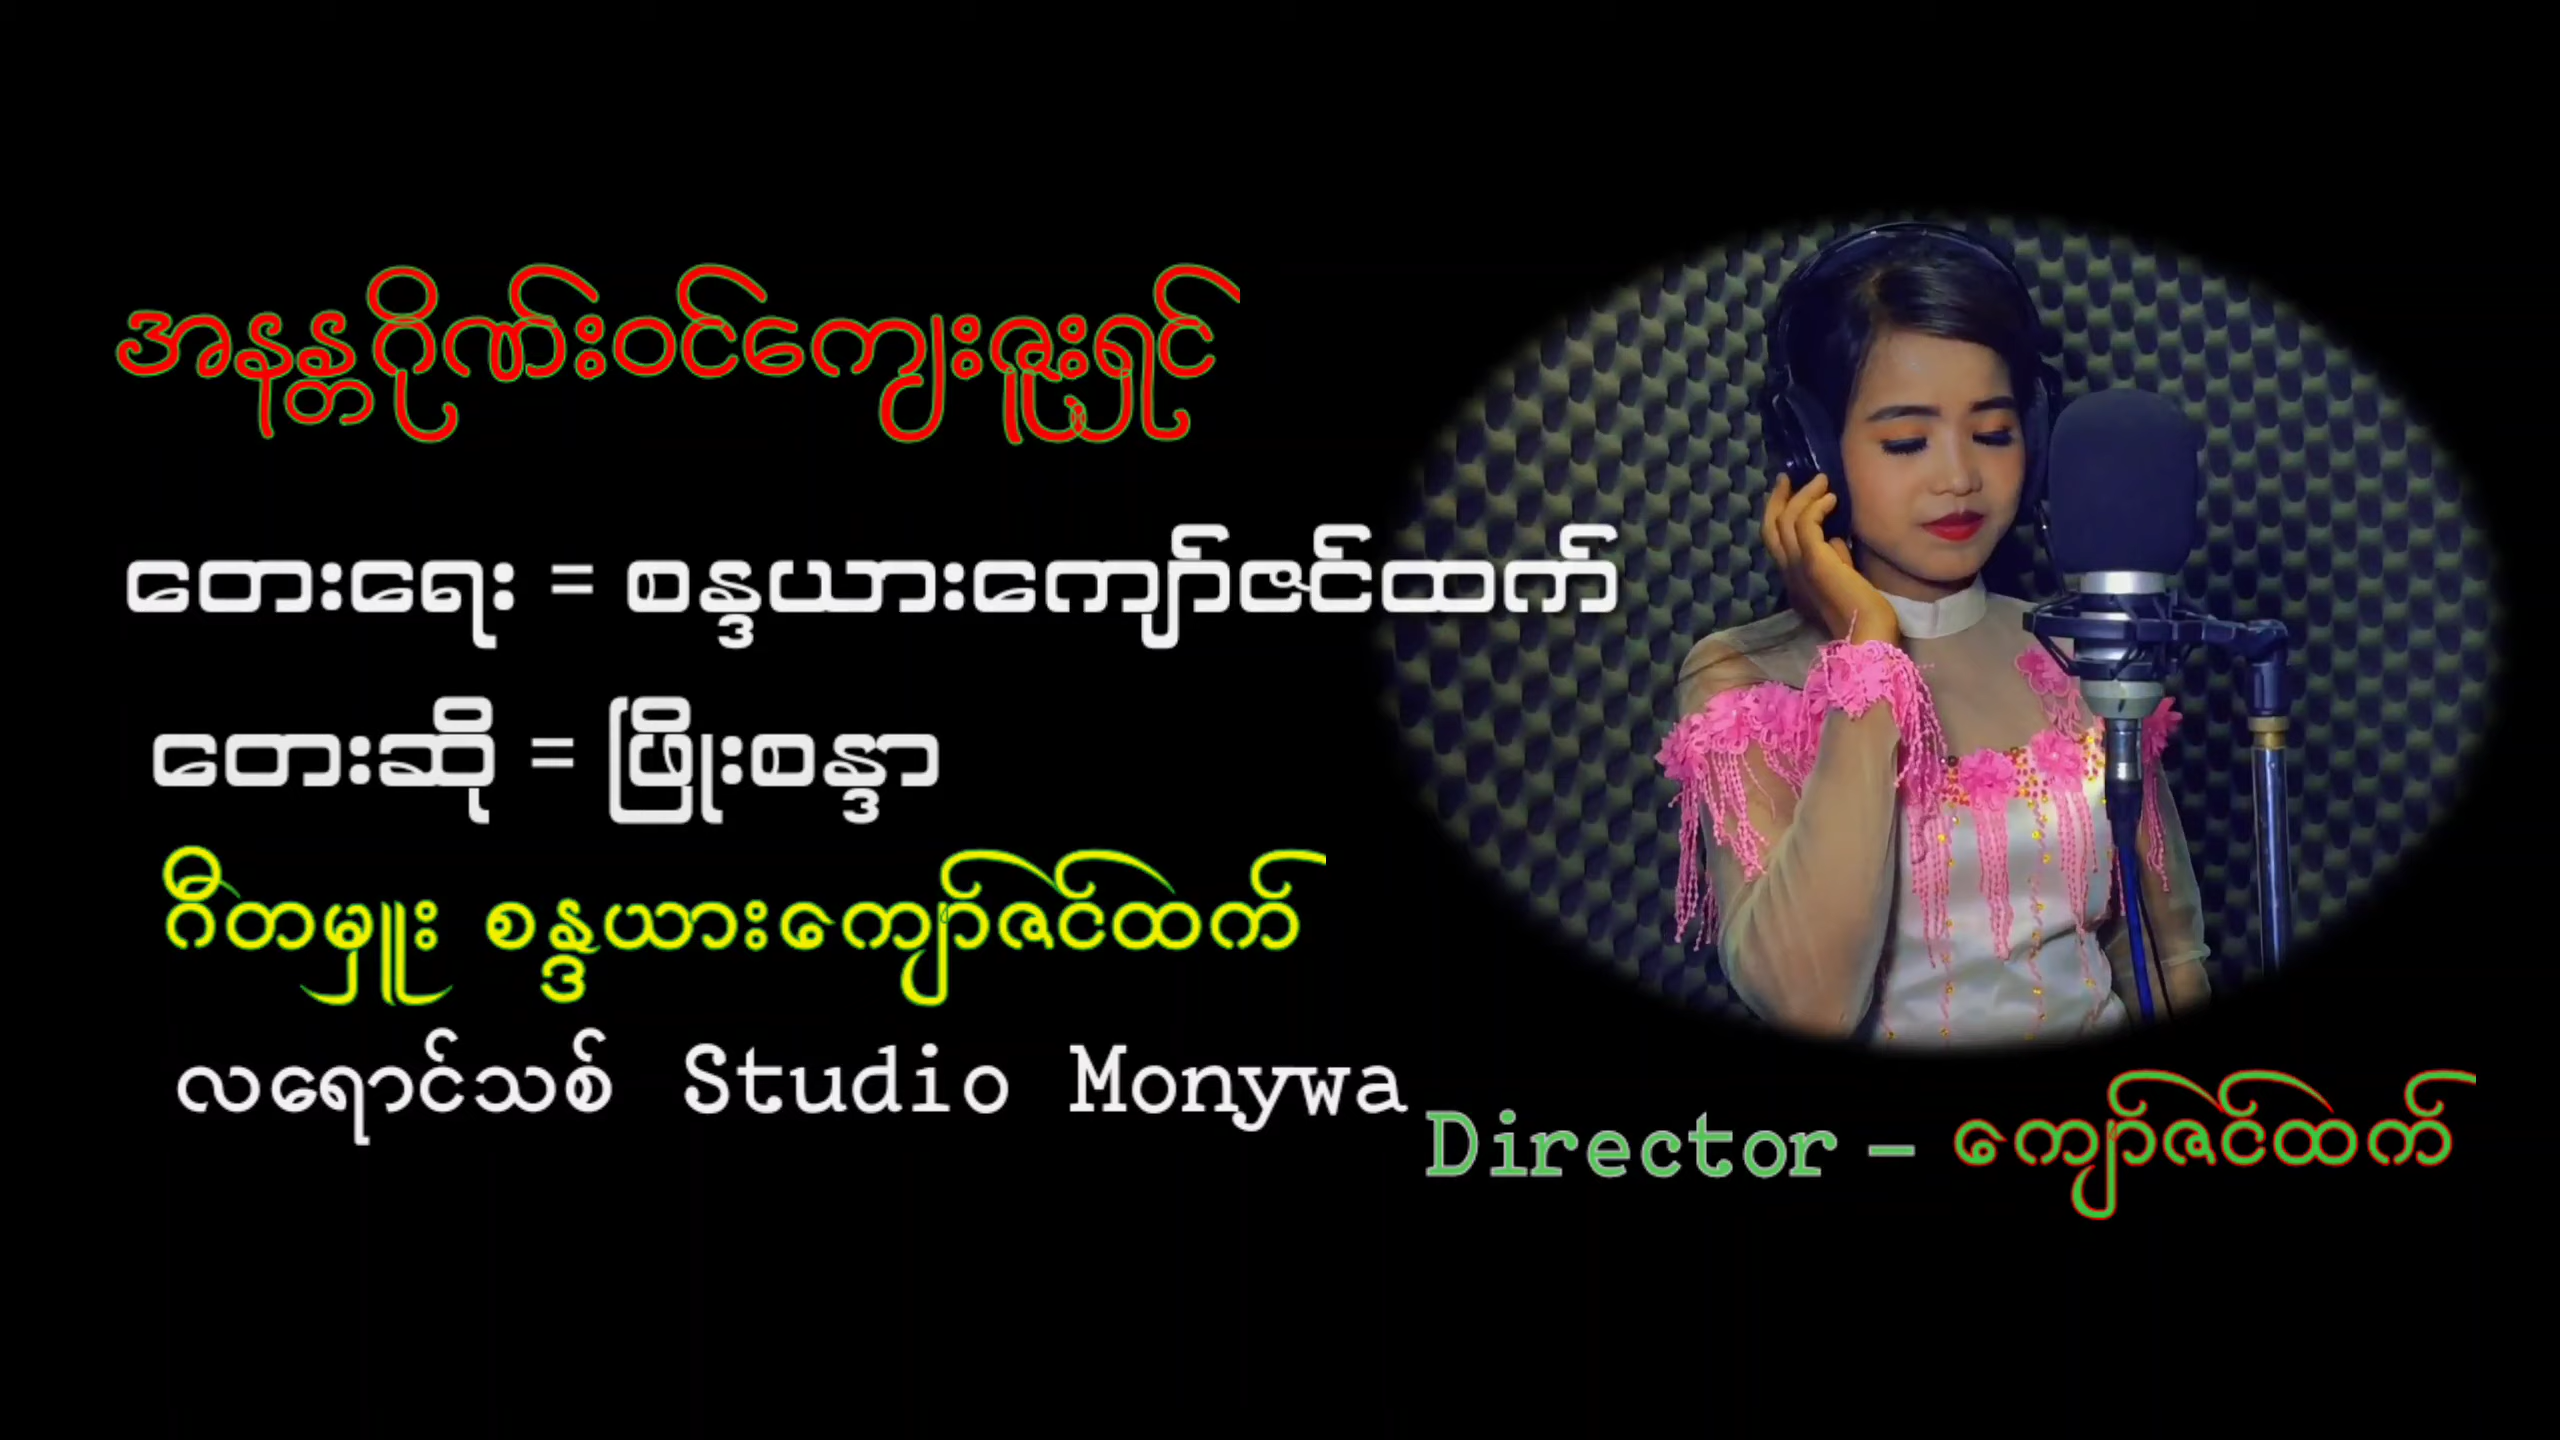 အနန္တဂိုဏ်းဝင်ကျေးဇူးရှင်
တေးရေး = စန္ဒယားကျော်ဇင်ထက်
တေးဆို = ဖြိုးစန္ဒာ
ဂီတမှူး စန္ဒယားကျော်ဇင်ထက်
လရောင်သစ် Studio Monywa
Director - ကျော်ဇင်ထက်